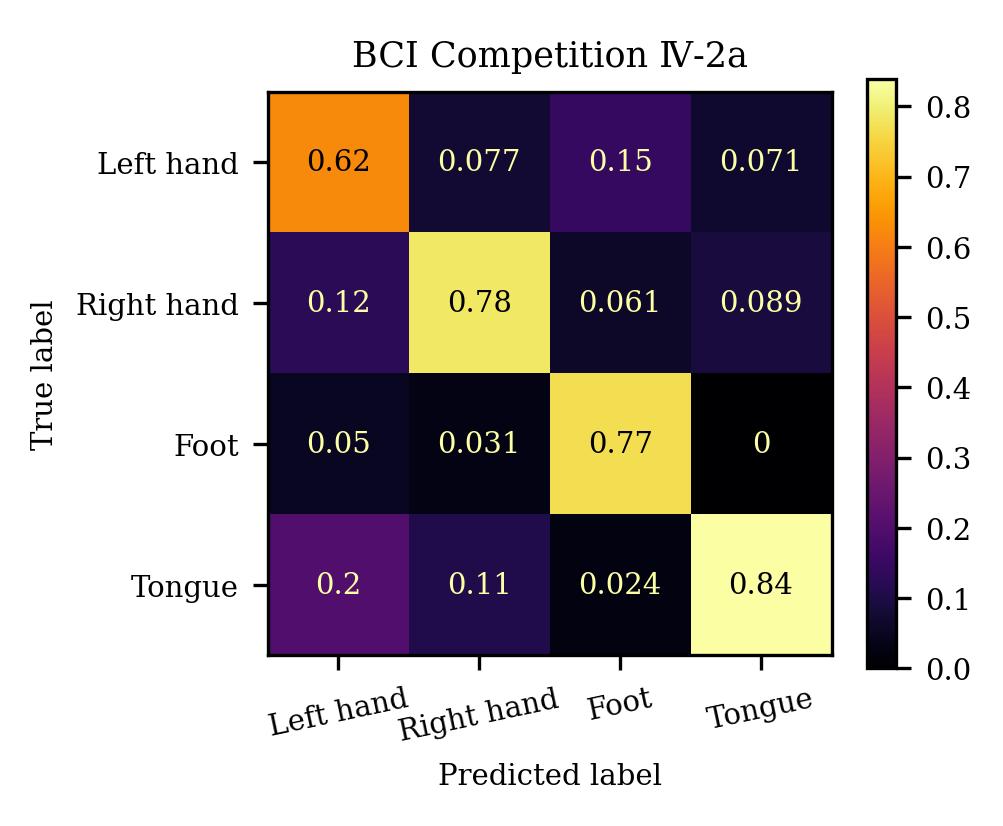 BCI Competition IV-2a
Left hand 0.62 0.077 0.15 0.071
Right hand 0.12 0.78 0.061 0.089
Foot 0.05 0.031 0.77 0
Tongue 0.2 0.11 0.024 0.84
True label
Left hand Right hand Foot Tongue
Predicted label
0.8
0.7
0.6
0.5
0.4
0.3
0.2
0.1
0.0